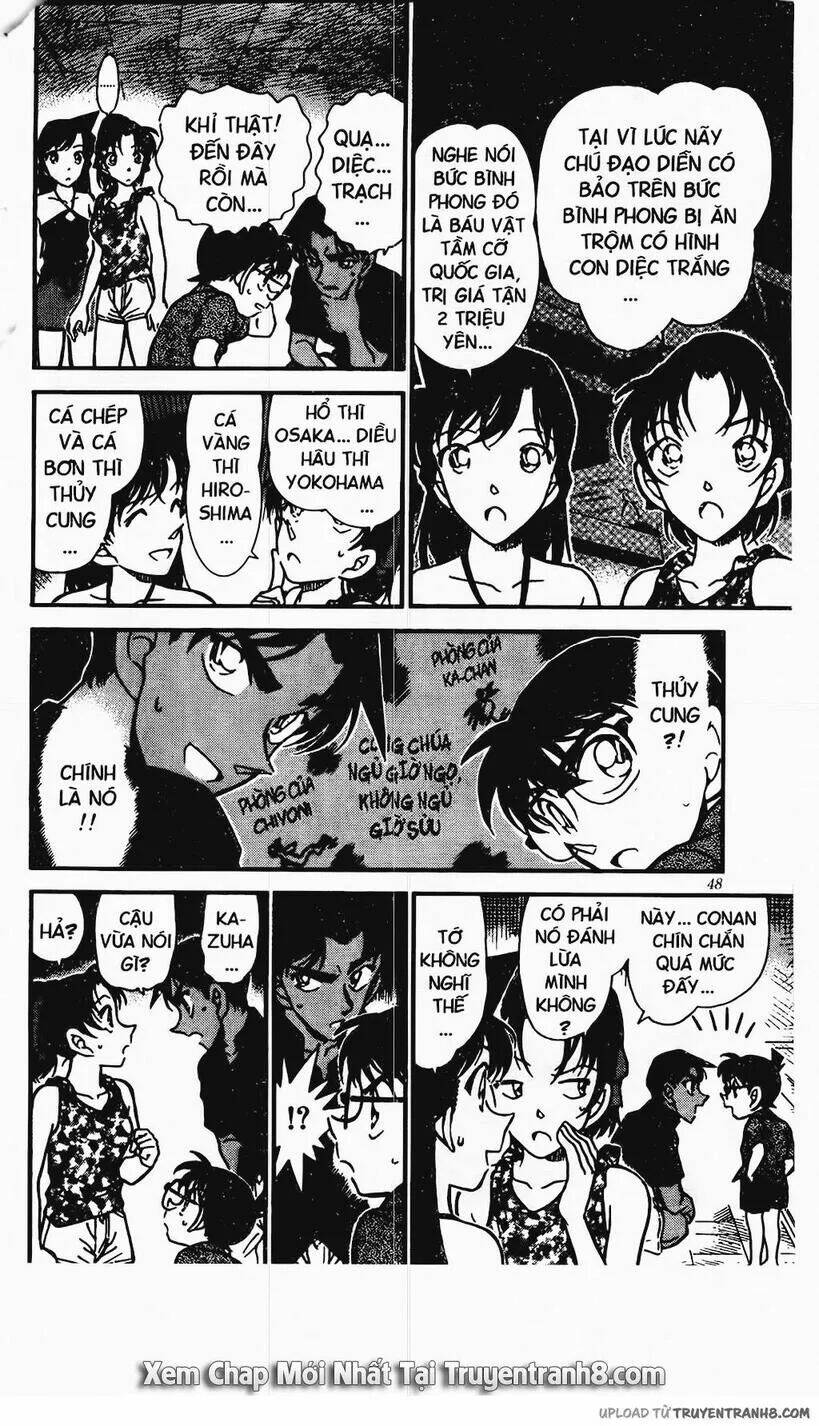 TẠI VÌ LÚC NÃY
CHÚ ĐẠO DIỄN CÓ
BẢO TRÊN BỨC
BÌNH PHONG BỊ ĂN
TRỘM CÓ HÌNH
CON DIỆC TRẮNG
...
NGHE NÓI
BỨC BÌNH
PHONG ĐÓ
LÀ BÁU VẬT
TẦM CỠ
QUỐC GIA,
TRỊ GIÁ TẬN
2 TRIỆU
YÊN...
QUẠ...
DIỆC...
TRẠCH
...
KHỈ THẬT!
ĐẾN ĐÂY
RỒI MÀ
CÒN...
......
HỔ THÌ
OSAKA... DIỀU
HÂU THÌ
YOKOHAMA
CÁ
VÀNG
THÌ
HIRO-
SHIMA
...
CÁ CHÉP
VÀ CÁ
BƠN THÌ
THỦY
CUNG
...
THỦY
CUNG
?!
PHÒNG CỦA
KA-CHAN
CÔNG CHÚA
NGỦ GIỜ NGỌ,
KHÔNG NGỦ
GIỜ SỬU
PHÒNG CỦA
CHIYONI
CHÍNH
LÀ NÓ
!!
48
NÀY... CONAN
CHÍN CHẮN
QUÁ MỨC
ĐẤY...
CÓ PHẢI
NÓ ĐÁNH
LỪA
MÌNH
KHÔNG
?
TỚ
KHÔNG
NGHĨ
THẾ
...
!?
KA-
ZUHA
...
CẬU
VỪA NÓI
GÌ?
HẢ?
Xem Chap Mới Nhất Tại Truyentranh8.com
UPLOAD TỪ TRUYENTRANH8.COM